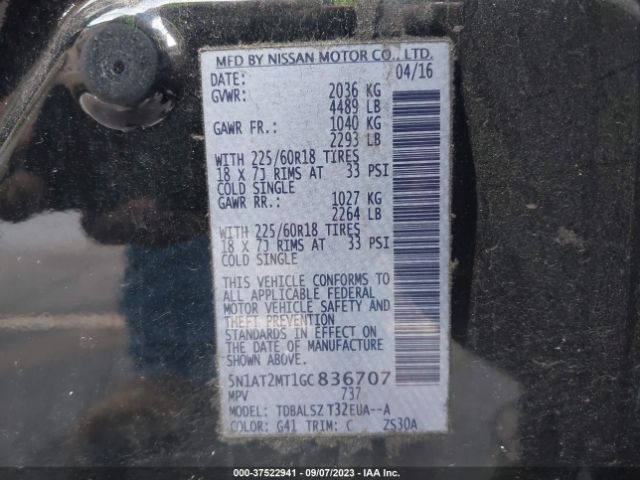 MFD BY NISSAN MOTOR CO., LTD.
DATE: 04/16
GVWR: 2036 KG
4489 LB
GAWR FR.: 1040 KG
2293 LB
WITH 225/60R18 TIRES
18 X 7J RIMS AT 33 PSI
COLD SINGLE
GAWR RR.: 1027 KG
2264 LB
WITH 225/60R18 TIRES
18 X 7J RIMS AT 33 PSI
COLD SINGLE
THIS VEHICLE CONFORMS TO
ALL APPLICABLE FEDERAL
MOTOR VEHICLE SAFETY AND
THEFT PREVENTION
STANDARDS IN EFFECT ON
THE DATE OF MANUFACTURE
SHOWN ABOVE.
5N1AT2MT1GC836707
MPV 737
MODEL: TDBALSZ T32EUA--A
COLOR: G41 TRIM: C ZS30A
000-37522941 - 09/07/2023 - IAA Inc.